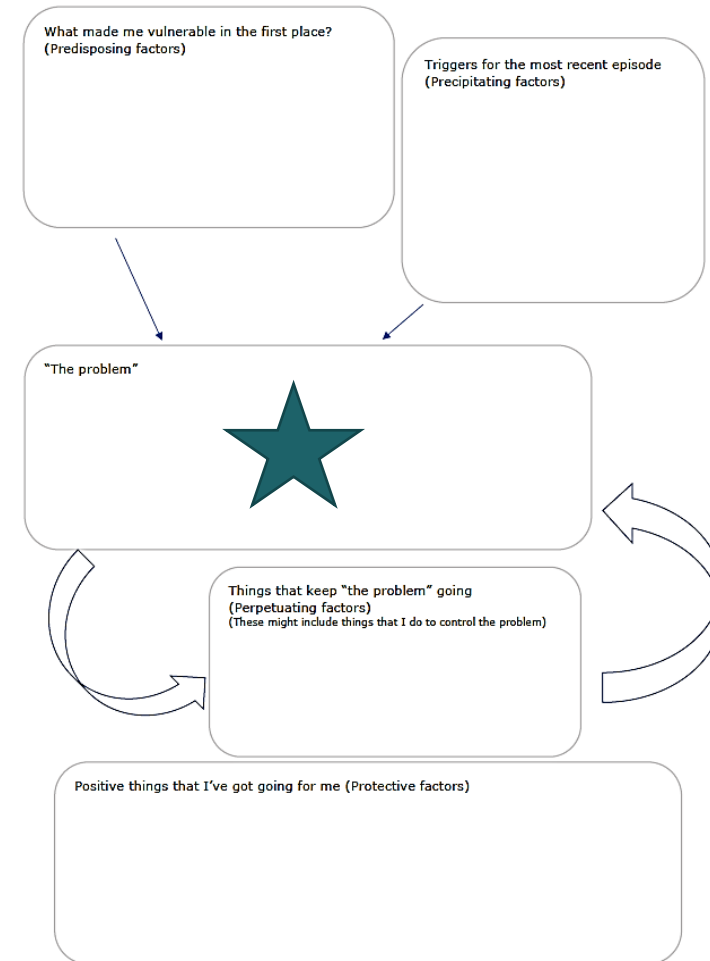 What made me vulnerable in the first place?
(Predisposing factors)
Triggers for the most recent episode
(Precipitating factors)
“The problem”
Things that keep “the problem” going
(Perpetuating factors)
(These might include things that I do to control the problem)
Positive things that I’ve got going for me (Protective factors)